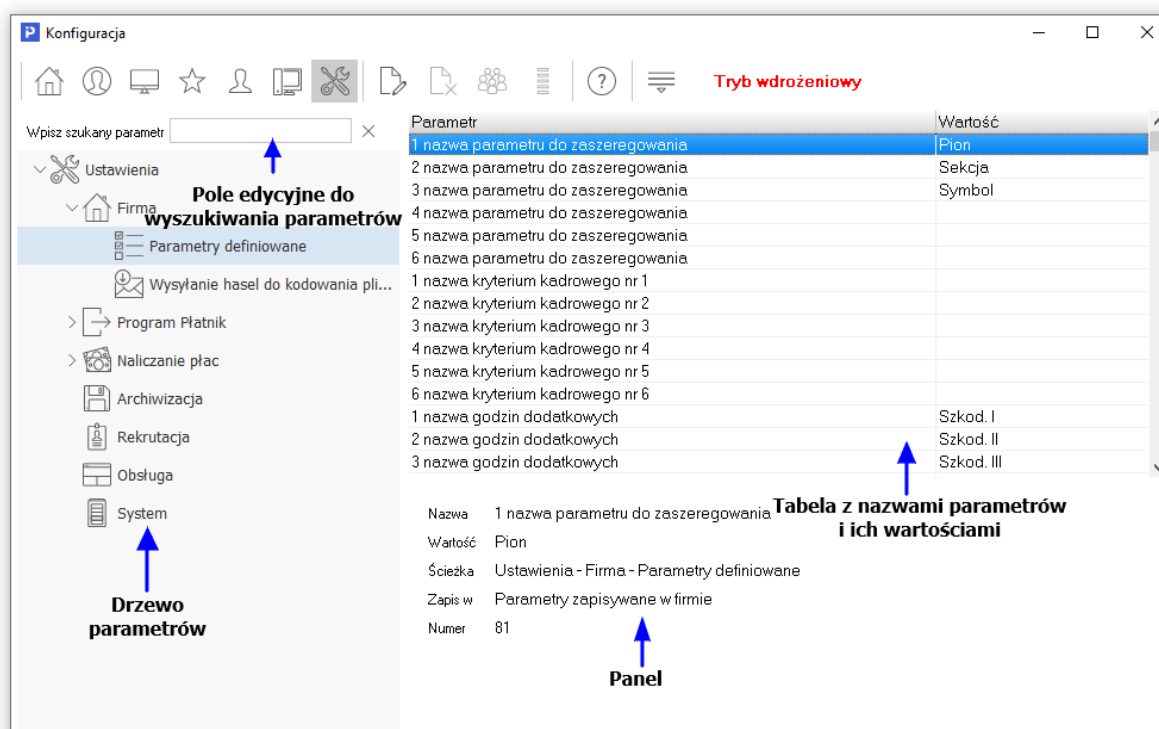 Konfiguracja
Tryb wdrożeniowy
Wpisz szukany parametr
Ustawienia
Firma
Parametry definiowane
Wysyłanie hasel do kodowania pli...
Program Płatnik
Naliczanie płac
Archiwizacja
Rekrutacja
Obsługa
System
Pole edycyjne do
wyszukiwania parametrów
Drzewo
parametrów
Parametr Wartość
1 nazwa parametru do zaszeregowania Pion
2 nazwa parametru do zaszeregowania Sekcja
3 nazwa parametru do zaszeregowania Symbol
4 nazwa parametru do zaszeregowania
5 nazwa parametru do zaszeregowania
6 nazwa parametru do zaszeregowania
1 nazwa kryterium kadrowego nr 1
2 nazwa kryterium kadrowego nr 2
3 nazwa kryterium kadrowego nr 3
4 nazwa kryterium kadrowego nr 4
5 nazwa kryterium kadrowego nr 5
6 nazwa kryterium kadrowego nr 6
1 nazwa godzin dodatkowych Szkod. I
2 nazwa godzin dodatkowych Szkod. II
3 nazwa godzin dodatkowych Szkod. III
Tabela z nazwami parametrów
i ich wartościami
Nazwa 1 nazwa parametru do zaszeregowania
Wartość Pion
Ścieżka Ustawienia - Firma - Parametry definiowane
Zapis w Parametry zapisywane w firmie
Numer 81
Panel